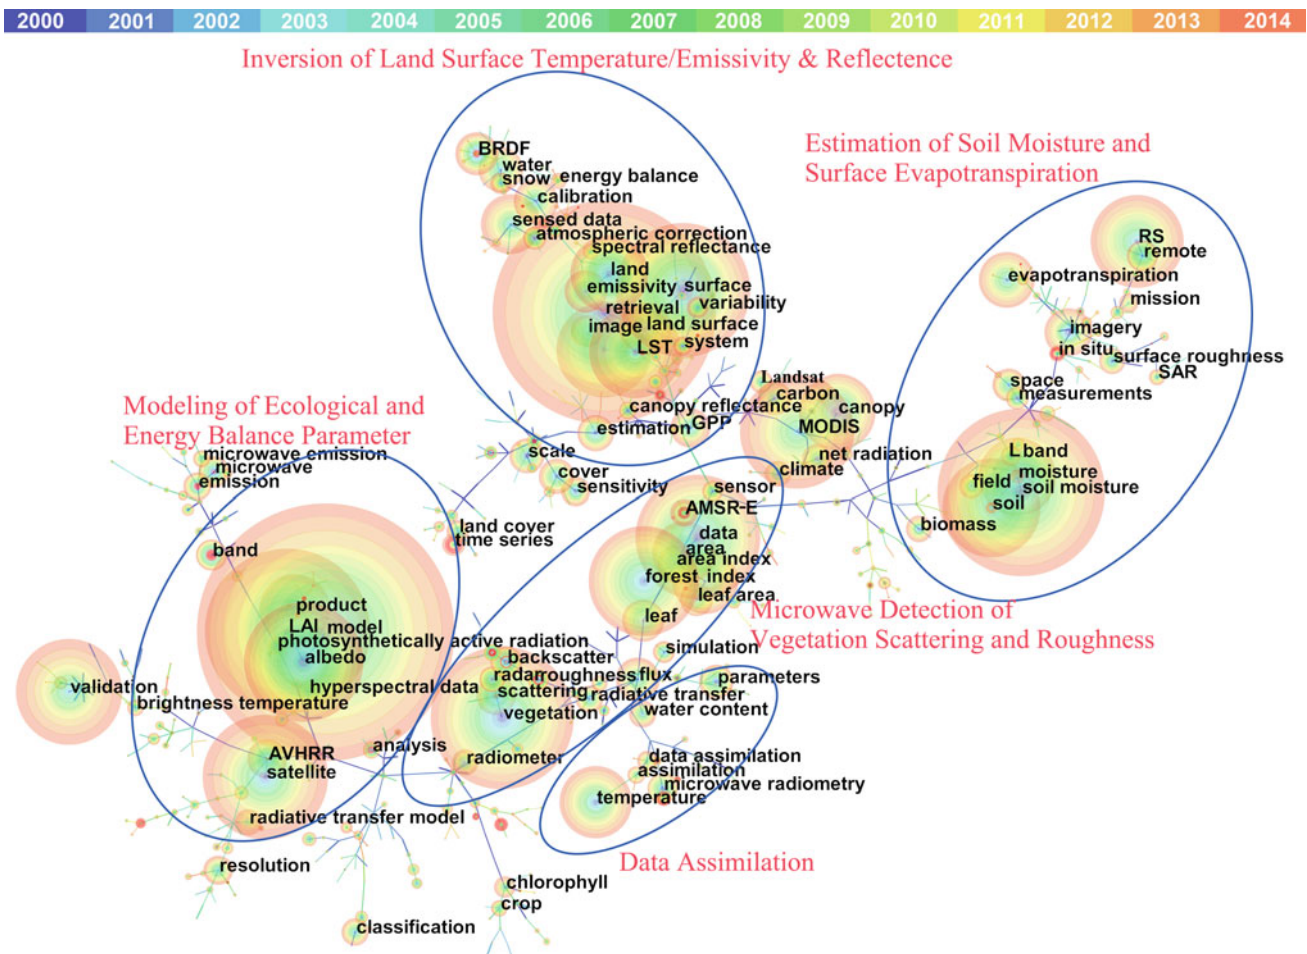 2000 2001 2002 2003 2004 2005 2006 2007 2008 2009 2010 2011 2012 2013 2014
Inversion of Land Surface Temperature/Emissivity & Reflectence
Estimation of Soil Moisture and
Surface Evapotranspiration
BRDF
water
snow
energy balance
calibration
sensed data
atmospheric correction
spectral reflectance
land
emissivity
surface
retrieval
variability
image
land surface
LST
system
RS
remote
evapotranspiration
mission
imagery
in situ
surface roughness
SAR
space
measurements
Landsat
carbon
canopy reflectance
canopy
GPP
MODIS
estimation
net radiation
climate
scale
cover
sensitivity
L band
moisture
field
soil moisture
soil
biomass
Modeling of Ecological and
Energy Balance Parameter
microwave emission
microwave
emission
land cover
time series
band
sensor
AMSR-E
data
area
area index
forest index
leaf area
leaf
Microwave Detection of
Vegetation Scattering and Roughness
product
LAI model
photosynthetically active radiation
albedo
hyperspectral data
validation
brightness temperature
backscatter
simulation
radar
roughness
flux
parameters
scattering
radiative transfer
vegetation
water content
analysis
AVHRR
satellite
radiometer
data assimilation
assimilation
microwave radiometry
temperature
radiative transfer model
resolution
Data Assimilation
chlorophyll
crop
classification